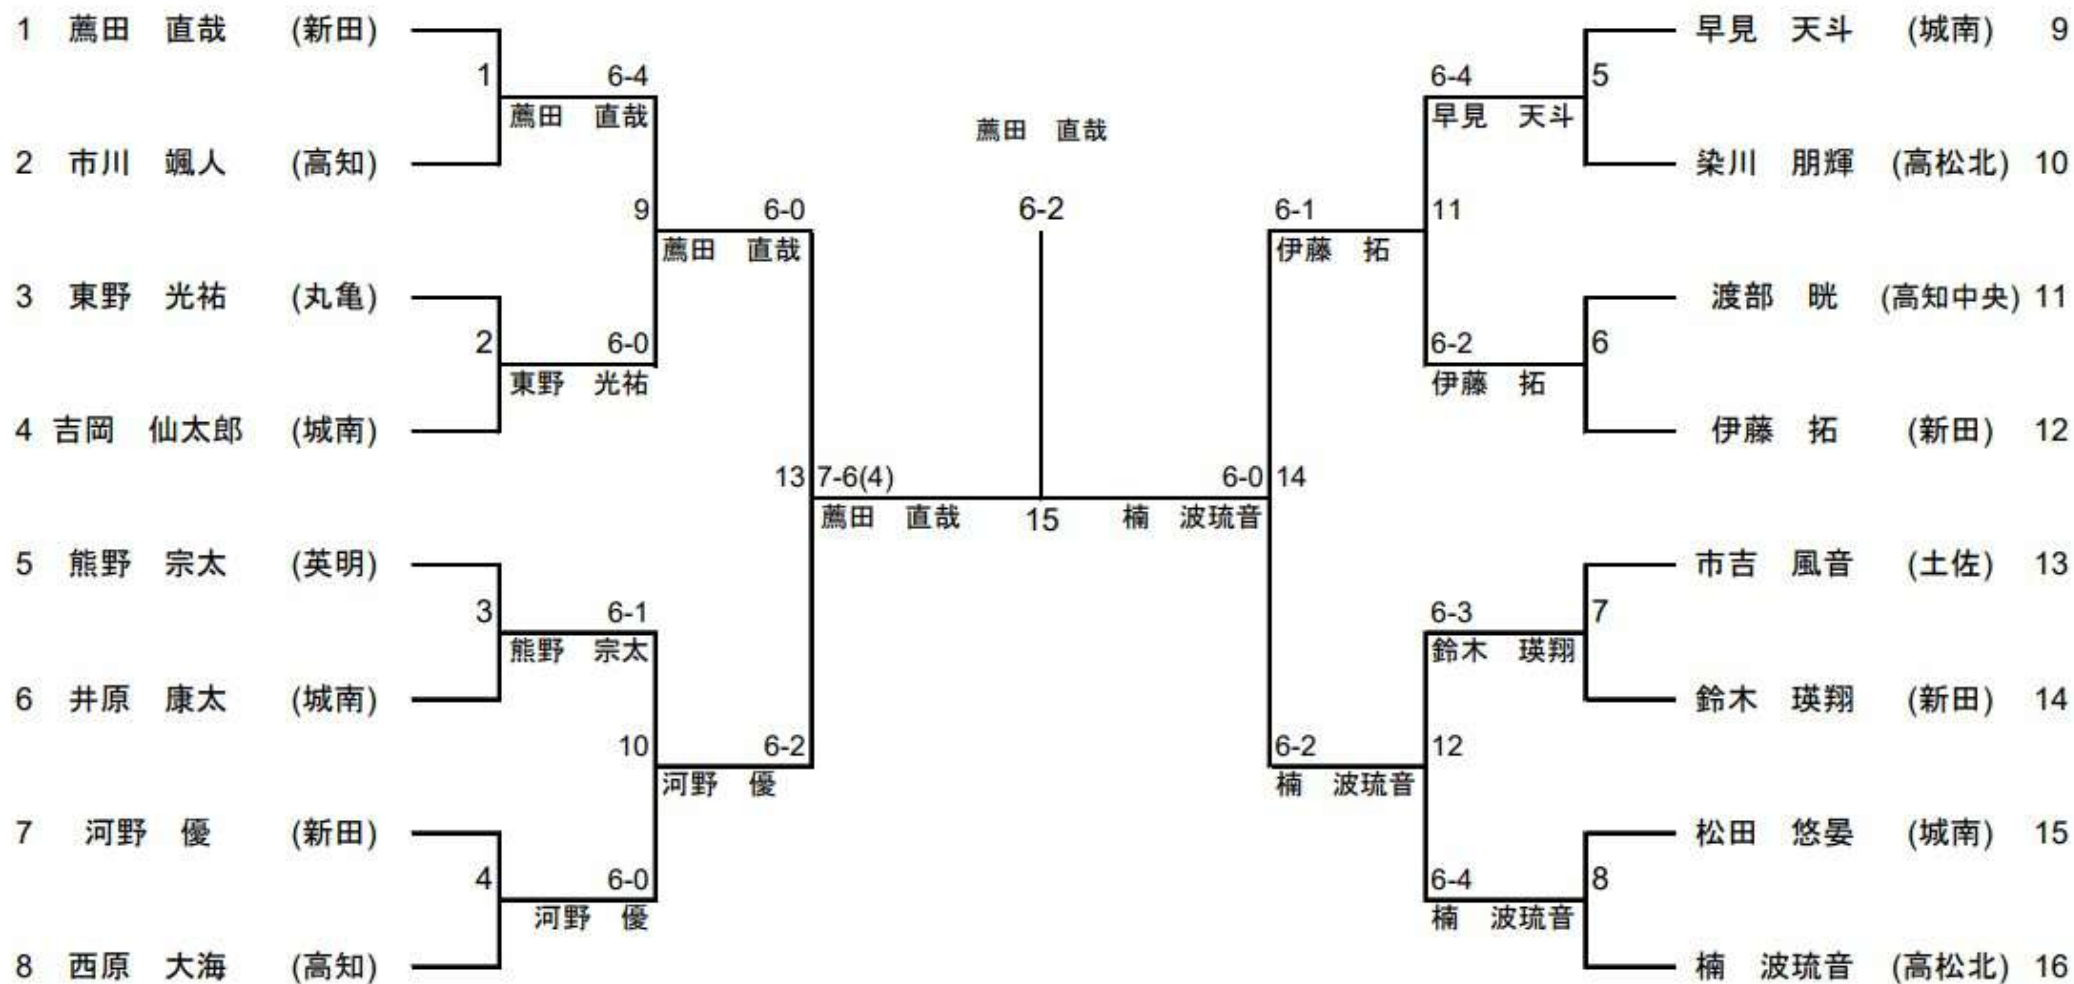 1 薦田 直哉 (新田) 早見 天斗 (城南) 9
1 6-4 6-4 5
薦田 直哉 早見 天斗
薦田 直哉
2 市川 颯人 (高知) 染川 朋輝 (高松北) 10
9 6-0 6-2 6-1 11
薦田 直哉 伊藤 拓
3 東野 光祐 (丸亀) 渡部 晄 (高知中央) 11
2 6-0 6-2 6
東野 光祐 伊藤 拓
4 吉岡 仙太郎 (城南) 伊藤 拓 (新田) 12
13 7-6(4) 6-0 14
薦田 直哉 15 楠 波琉音
5 熊野 宗太 (英明) 市吉 風音 (土佐) 13
3 6-1 6-3 7
熊野 宗太 鈴木 瑛翔
6 井原 康太 (城南) 鈴木 瑛翔 (新田) 14
10 6-2 6-2 12
河野 優 楠 波琉音
7 河野 優 (新田) 松田 悠晏 (城南) 15
4 6-0 6-4 8
河野 優 楠 波琉音
8 西原 大海 (高知) 楠 波琉音 (高松北) 16